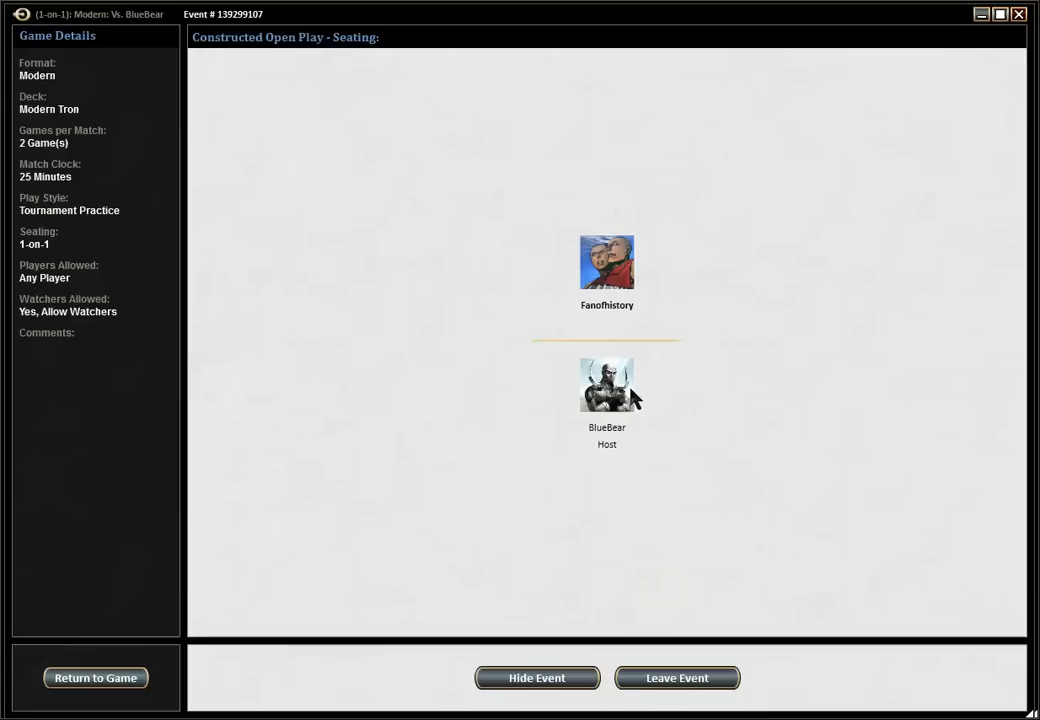 (1-on-1): Modern: Vs. BlueBear Event # 139299107
Game Details
Format:
Modern
Deck:
Modern Tron
Games per Match:
2 Game(s)
Match Clock:
25 Minutes
Play Style:
Tournament Practice
Seating:
1-on-1
Players Allowed:
Any Player
Watchers Allowed:
Yes, Allow Watchers
Comments:
Constructed Open Play - Seating:
Fanofhistory
BlueBear
Host
Return to Game
Hide Event
Leave Event